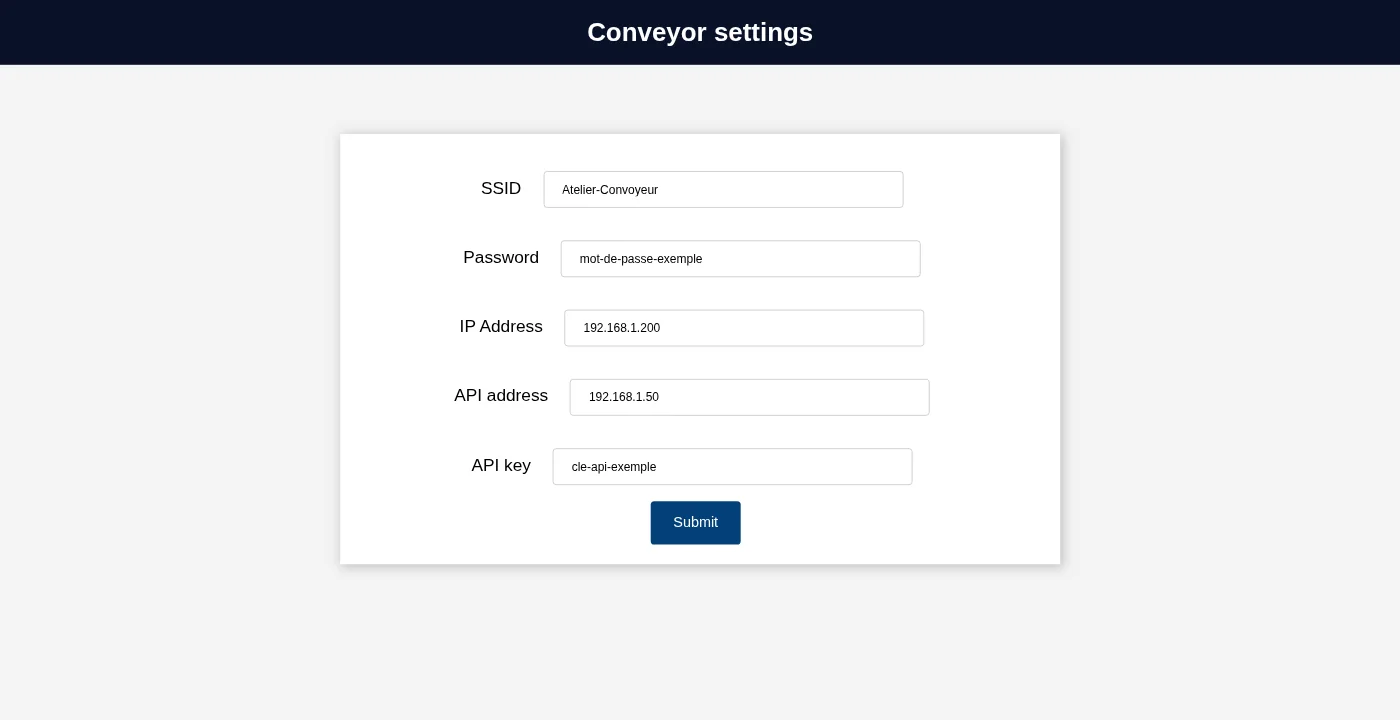 Conveyor settings
SSID Atelier-Convoyeur
Password mot-de-passe-exemple
IP Address 192.168.1.200
API address 192.168.1.50
API key cle-api-exemple
Submit